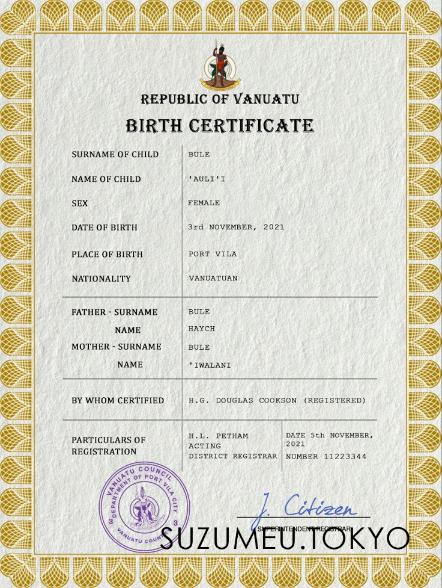 REPUBLIC OF VANUATU
BIRTH CERTIFICATE
SURNAME OF CHILD BULE
NAME OF CHILD 'AULI'I
SEX FEMALE
DATE OF BIRTH 3rd NOVEMBER, 2021
PLACE OF BIRTH PORT VILA
NATIONALITY VANUATUAN
FATHER - SURNAME BULE
NAME HAYCH
MOTHER - SURNAME BULE
NAME 'IWALANI
BY WHOM CERTIFIED H.G. DOUGLAS COOKSON (REGISTERED)
PARTICULARS OF REGISTRATION
H.L. PETHAM
ACTING
DISTRICT REGISTRAR
DATE 5th NOVEMBER,
2021
NUMBER 11223344
VANUATU COUNCIL
DEPARTMENT OF PORT VILA CITY
J. Citizen
SUPERINTENDENT REGISTRAR
SUZUMEU.TOKYO